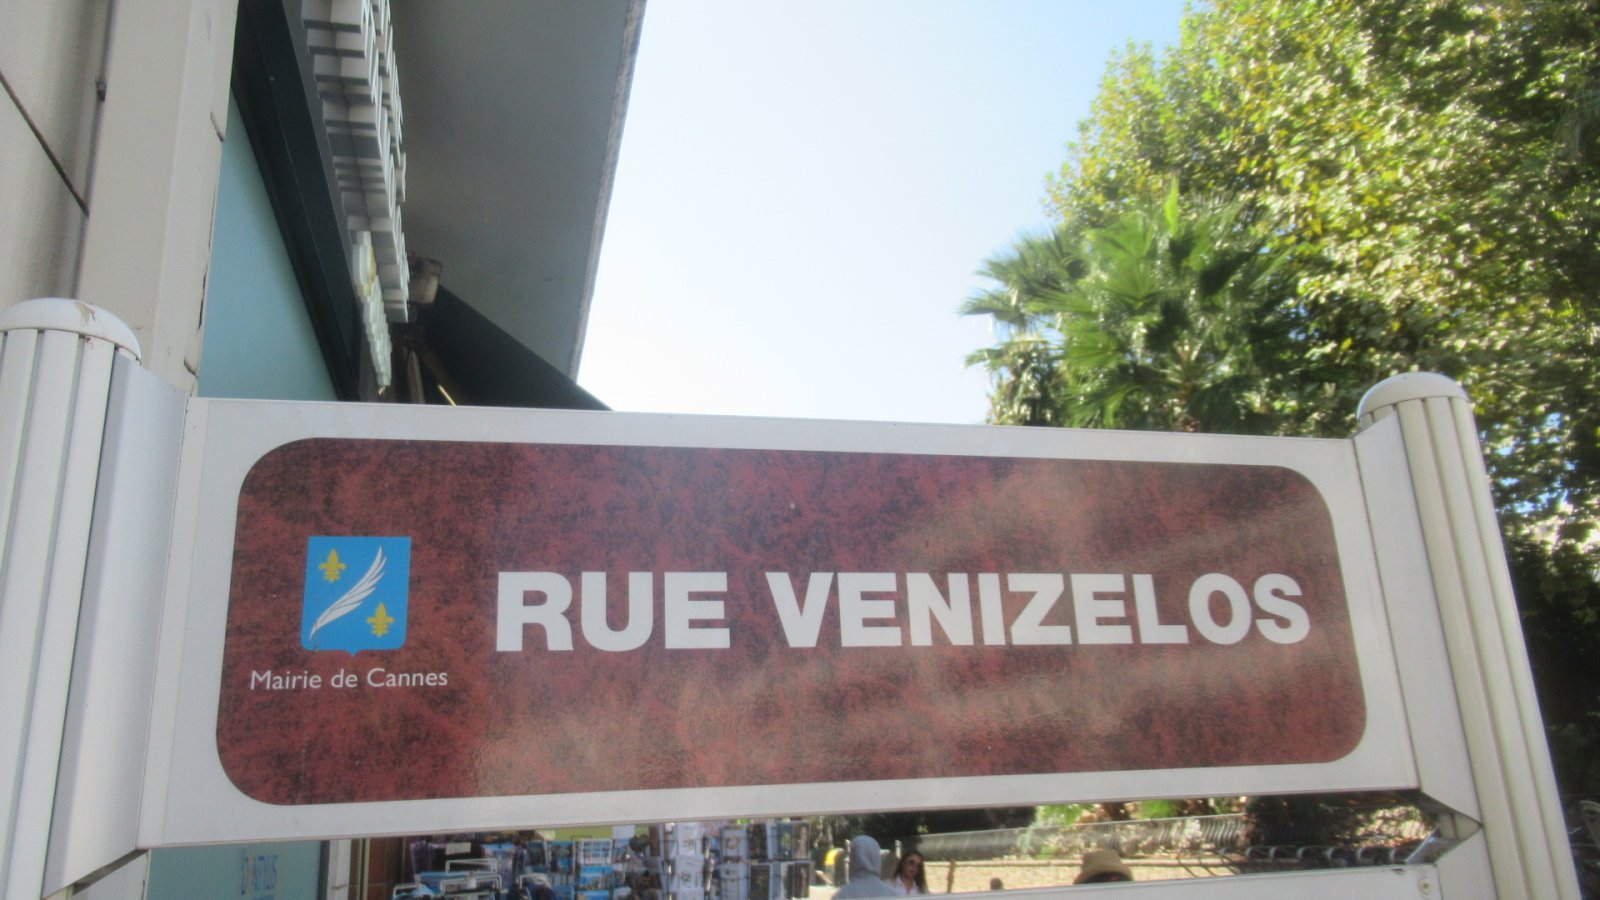 RUE VENIZELOS
Mairie de Cannes